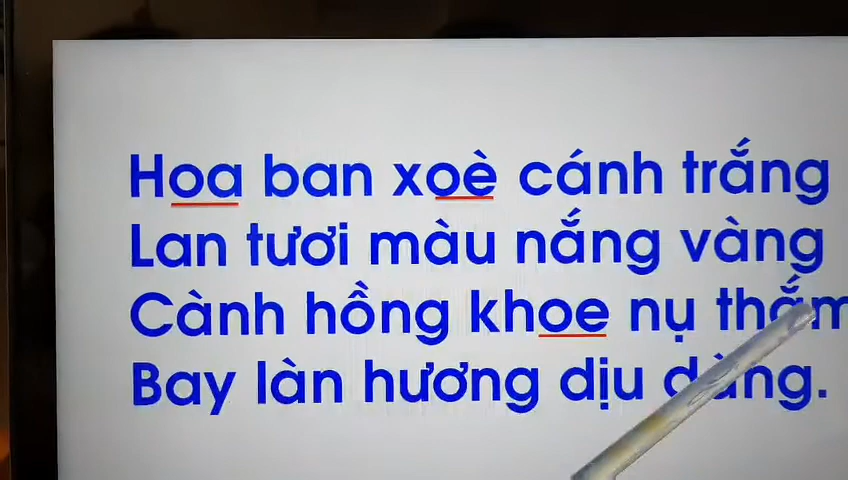 Hoa ban xoè cánh trắng
Lan tươi màu nắng vàng
Cành hồng khoe nụ thắm
Bay làn hương dịu dàng.